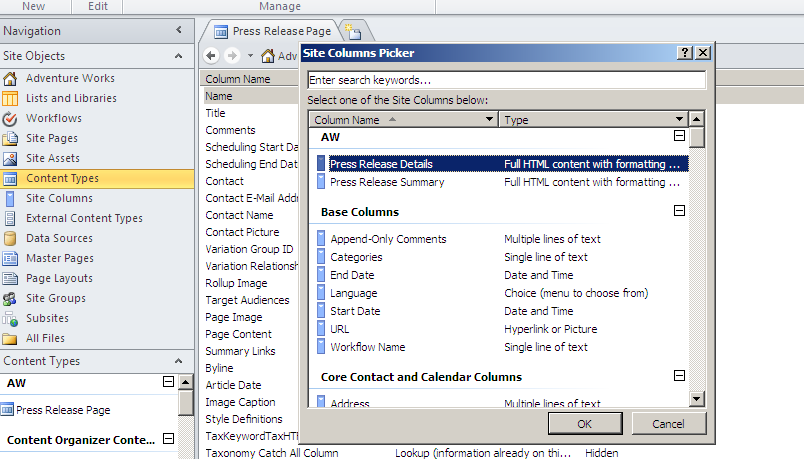 New
Edit
Manage
Navigation
Site Objects
Adventure Works
Lists and Libraries
Workflows
Site Pages
Site Assets
Content Types
Site Columns
External Content Types
Data Sources
Master Pages
Page Layouts
Site Groups
Subsites
All Files
Content Types
AW
Press Release Page
Content Organizer Conte...
Press Release Page
Adv
Column Name
Name
Title
Comments
Scheduling Start Da
Scheduling End Date
Contact
Contact E-Mail Addr
Contact Name
Contact Picture
Variation Group ID
Variation Relationsh
Rollup Image
Target Audiences
Page Image
Page Content
Summary Links
Byline
Article Date
Image Caption
Style Definitions
TaxKeywordTaxHT
Taxonomy Catch All Column Lookup (information already on thi... Hidden
Site Columns Picker
Enter search keywords...
Select one of the Site Columns below:
Column Name Type
AW
Press Release Details Full HTML content with formatting ...
Press Release Summary Full HTML content with formatting ...
Base Columns
Append-Only Comments Multiple lines of text
Categories Single line of text
End Date Date and Time
Language Choice (menu to choose from)
Start Date Date and Time
URL Hyperlink or Picture
Workflow Name Single line of text
Core Contact and Calendar Columns
Address Multiple lines of text
OK Cancel